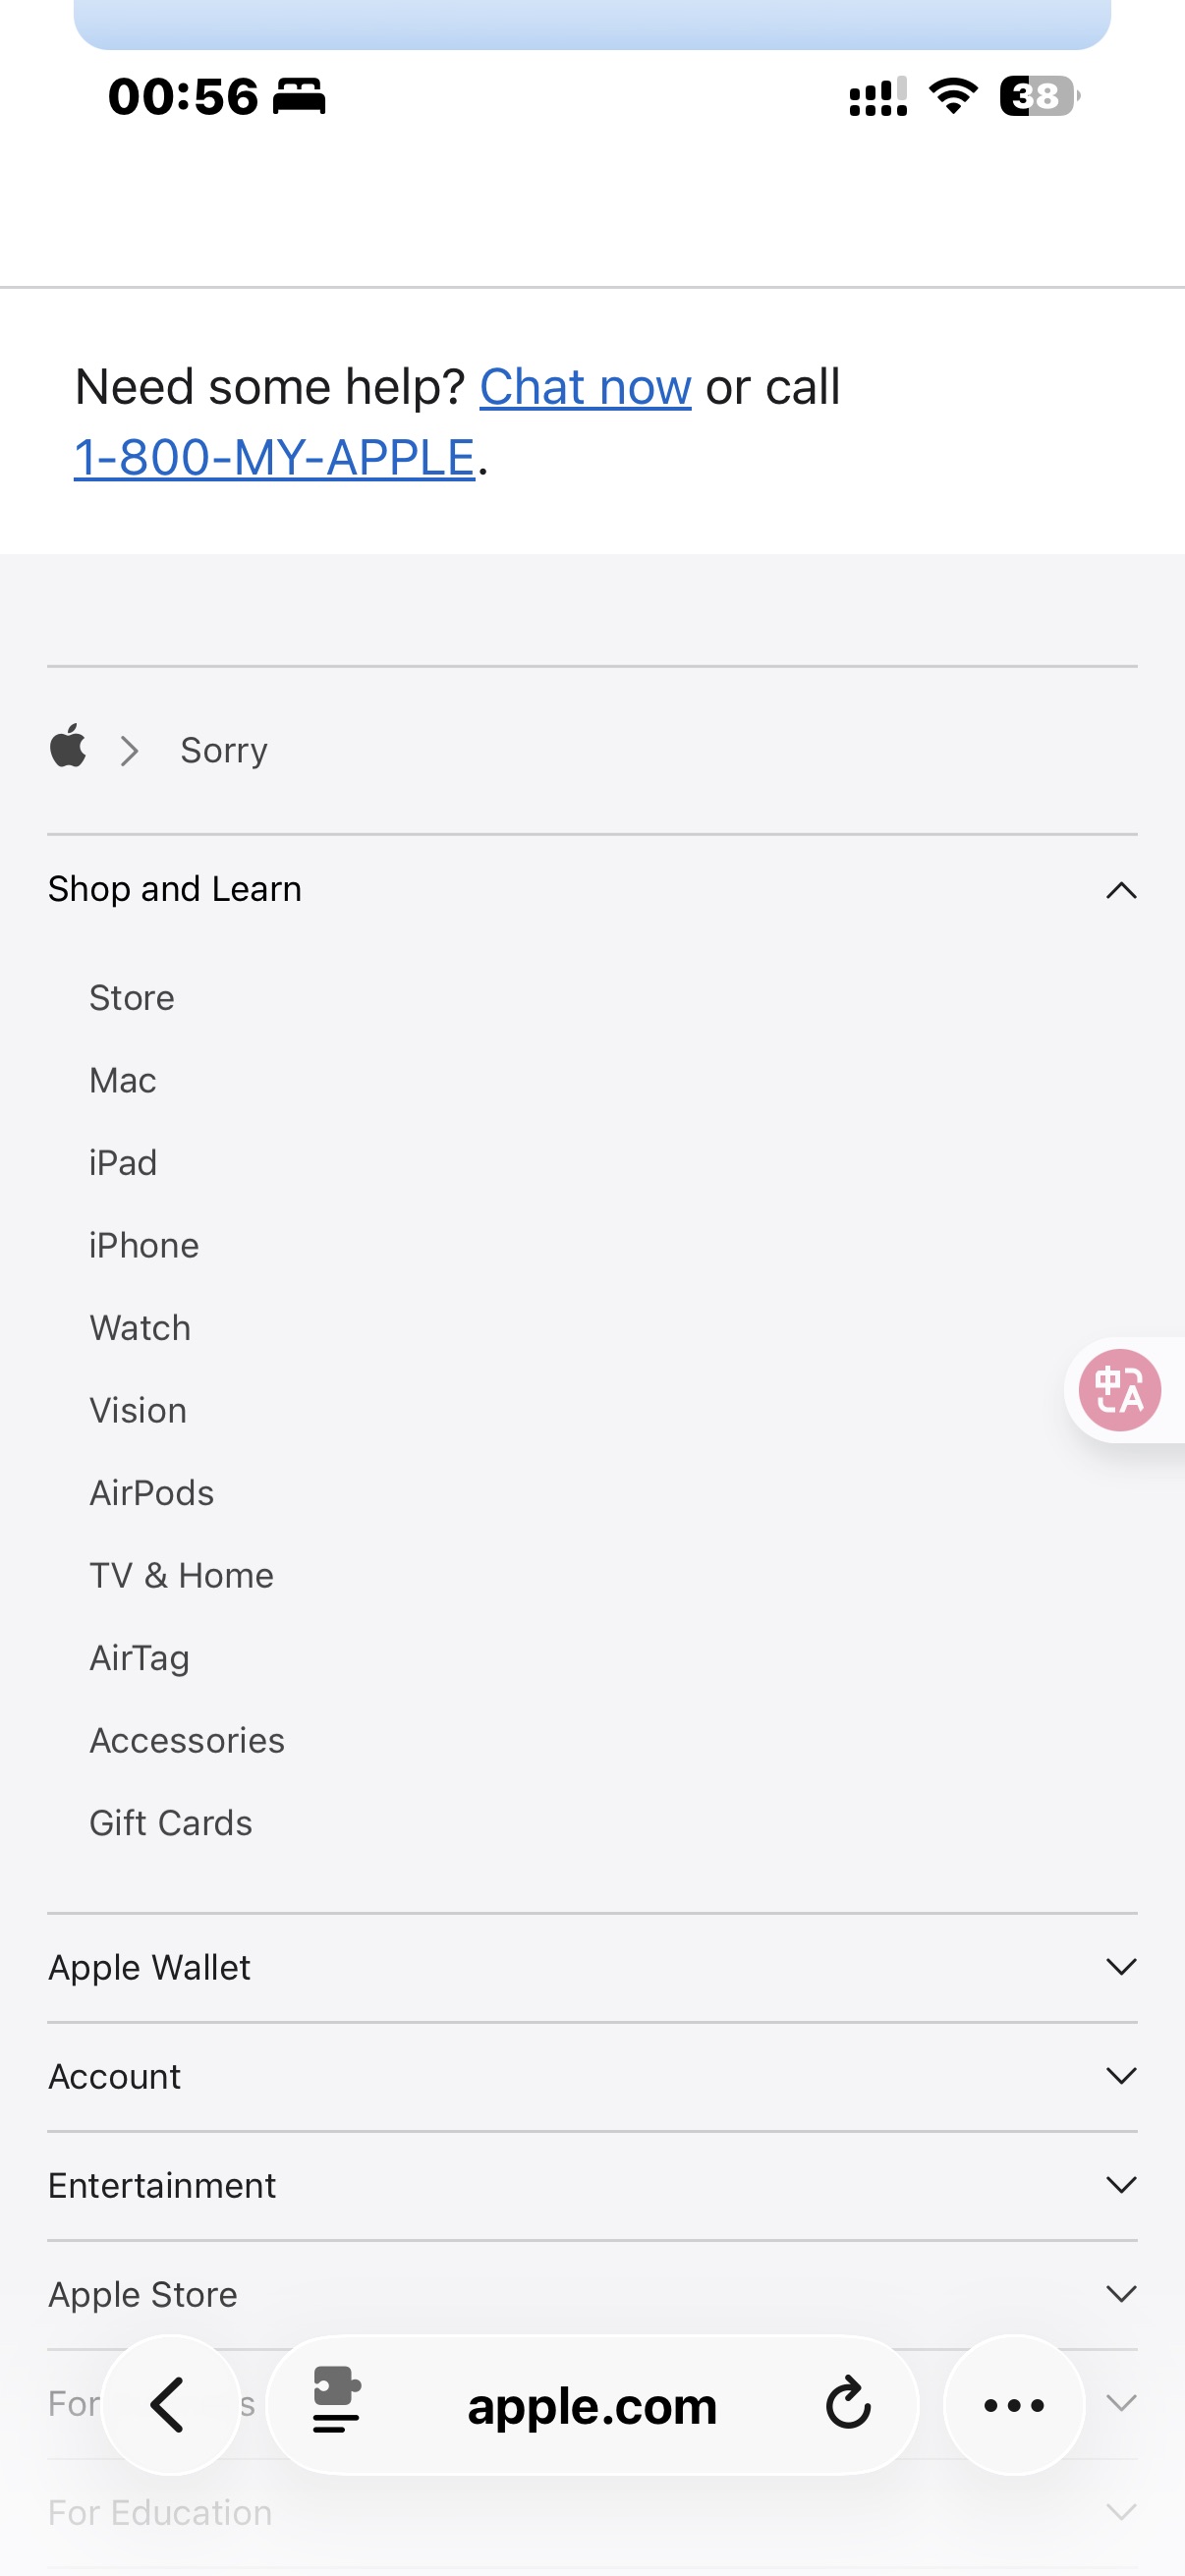 00:56
38
Need some help? Chat now or call
1-800-MY-APPLE.
Sorry
Shop and Learn
Store
Mac
iPad
iPhone
Watch
Vision
AirPods
TV & Home
AirTag
Accessories
Gift Cards
Apple Wallet
Account
Entertainment
Apple Store
For
apple.com
For Education